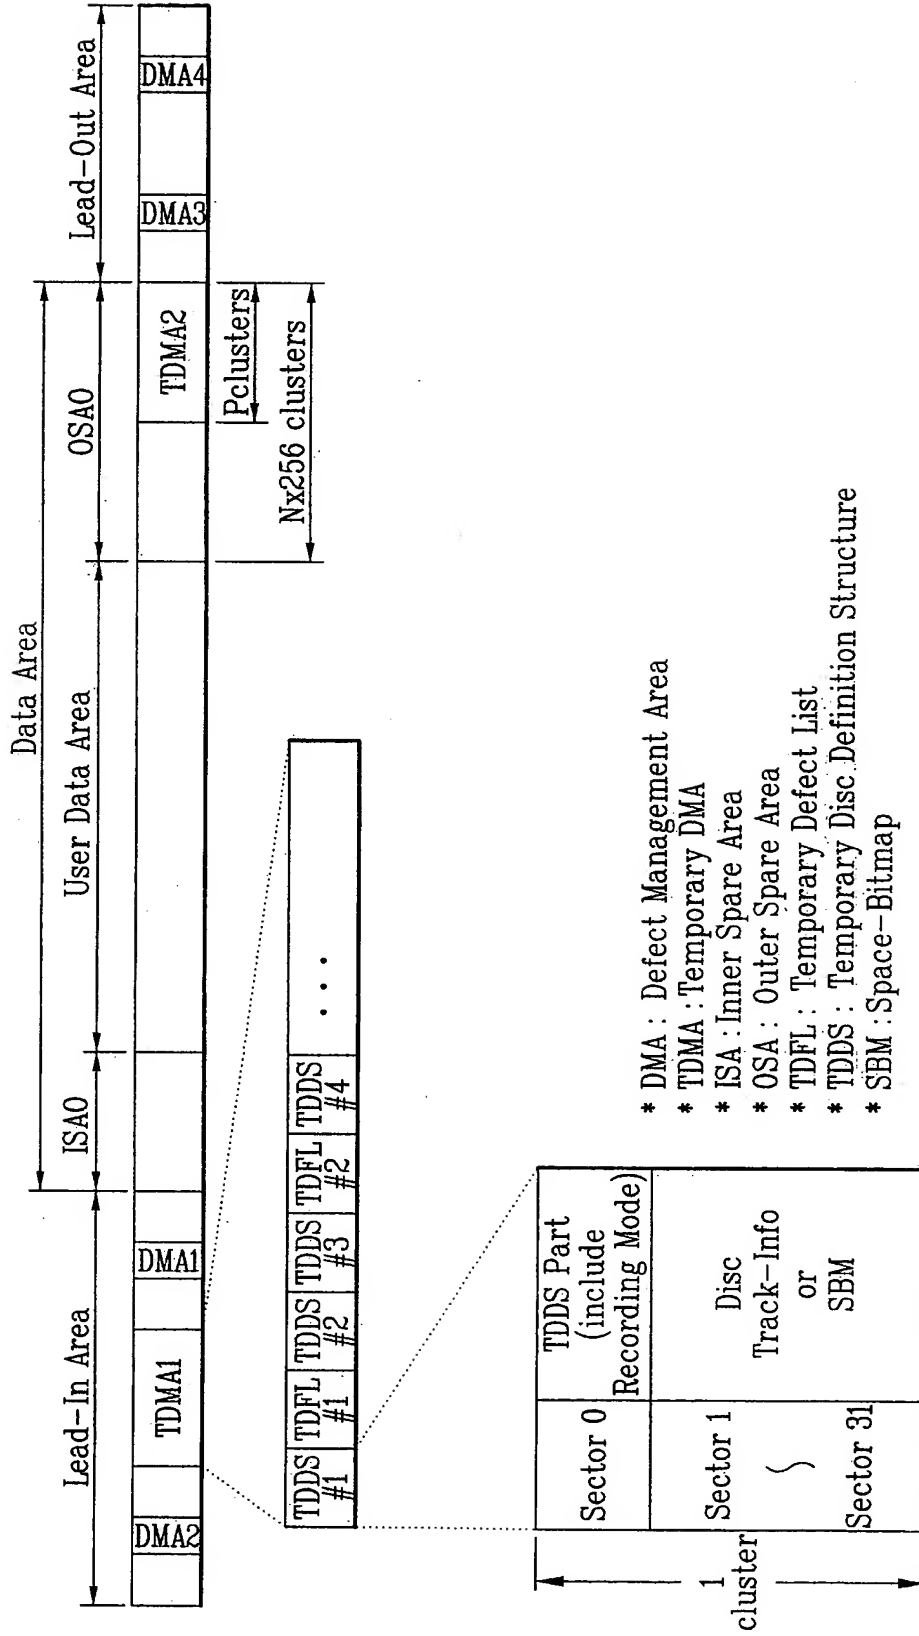 Data Area
Lead-In Area
ISA0
User Data Area
OSA0
Lead-Out Area
DMA2
TDMA1
DMA1
TDMA2
DMA3
DMA4
Pclusters
Nx256 clusters
TDDS #1
TDFL #1
TDDS #2
TDDS #3
TDFL #2
TDDS #4
...
1 cluster
Sector 0
TDDS Part
(include
Recording Mode)
Sector 1
~
Sector 31
Disc
Track-Info
or
SBM
* DMA : Defect Management Area
* TDMA : Temporary DMA
* ISA : Inner Spare Area
* OSA : Outer Spare Area
* TDFL : Temporary Defect List
* TDDS : Temporary Disc Definition Structure
* SBM : Space-Bitmap